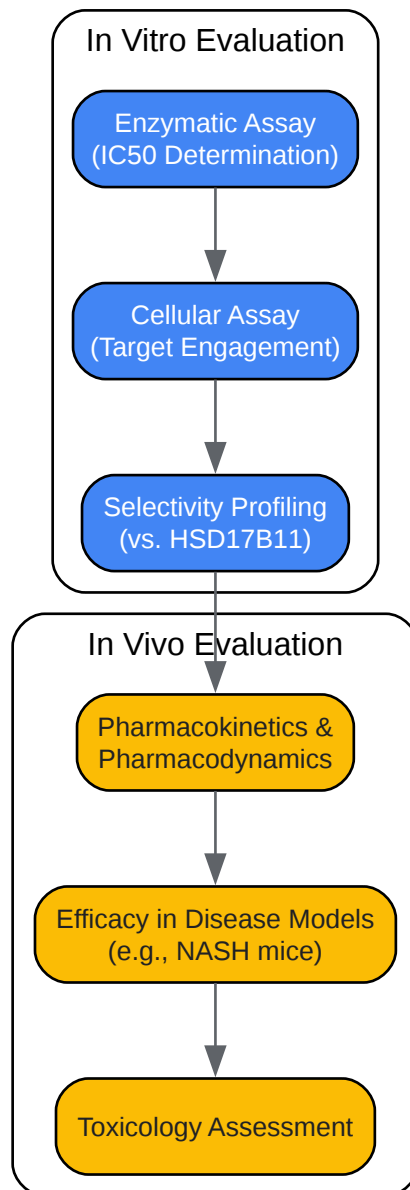 In Vitro Evaluation
Enzymatic Assay
(IC50 Determination)
Cellular Assay
(Target Engagement)
Selectivity Profiling
(vs. HSD17B11)
In Vivo Evaluation
Pharmacokinetics &
Pharmacodynamics
Efficacy in Disease Models
(e.g., NASH mice)
Toxicology Assessment